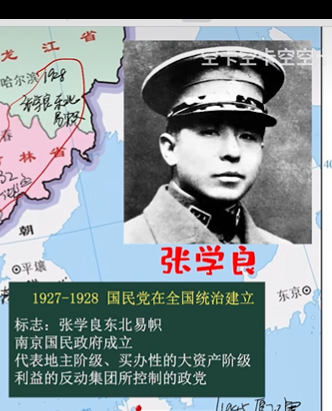 空卡空卡空空
龙江省
哈尔滨 1928
张学良东北
易帜
春
林省
朝
平壤
张学良
东京
1927-1928 国民党在全国统治建立
标志：张学良东北易帜
南京国民政府成立
代表地主阶级、买办性的大资产阶级
利益的反动集团所控制的政党